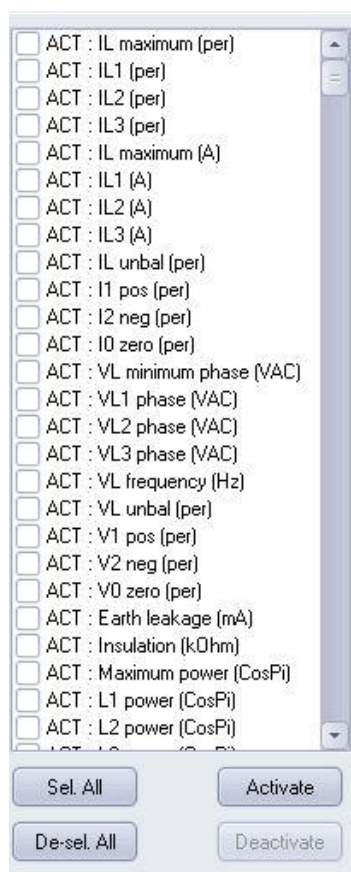 ACT : IL maximum (per)
ACT : IL1 (per)
ACT : IL2 (per)
ACT : IL3 (per)
ACT : IL maximum (A)
ACT : IL1 (A)
ACT : IL2 (A)
ACT : IL3 (A)
ACT : IL unbal (per)
ACT : I1 pos (per)
ACT : I2 neg (per)
ACT : I0 zero (per)
ACT : VL minimum phase (VAC)
ACT : VL1 phase (VAC)
ACT : VL2 phase (VAC)
ACT : VL3 phase (VAC)
ACT : VL frequency (Hz)
ACT : VL unbal (per)
ACT : V1 pos (per)
ACT : V2 neg (per)
ACT : V0 zero (per)
ACT : Earth leakage (mA)
ACT : Insulation (kOhm)
ACT : Maximum power (CosPi)
ACT : L1 power (CosPi)
ACT : L2 power (CosPi)
Sel. All
Activate
De-sel. All
Deactivate